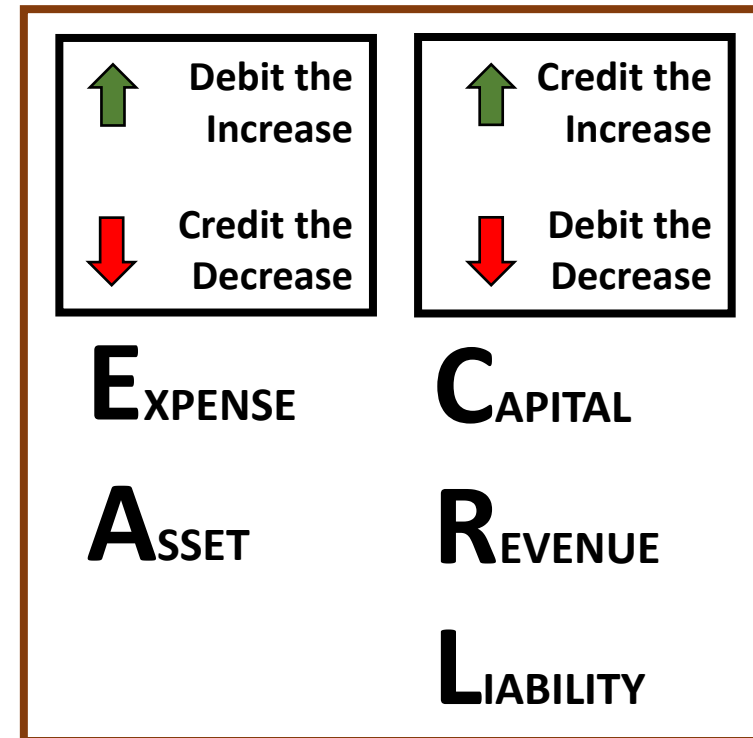 Debit the
Increase
Credit the
Decrease
Credit the
Increase
Debit the
Decrease
EXPENSE
ASSET
CAPITAL
REVENUE
LIABILITY